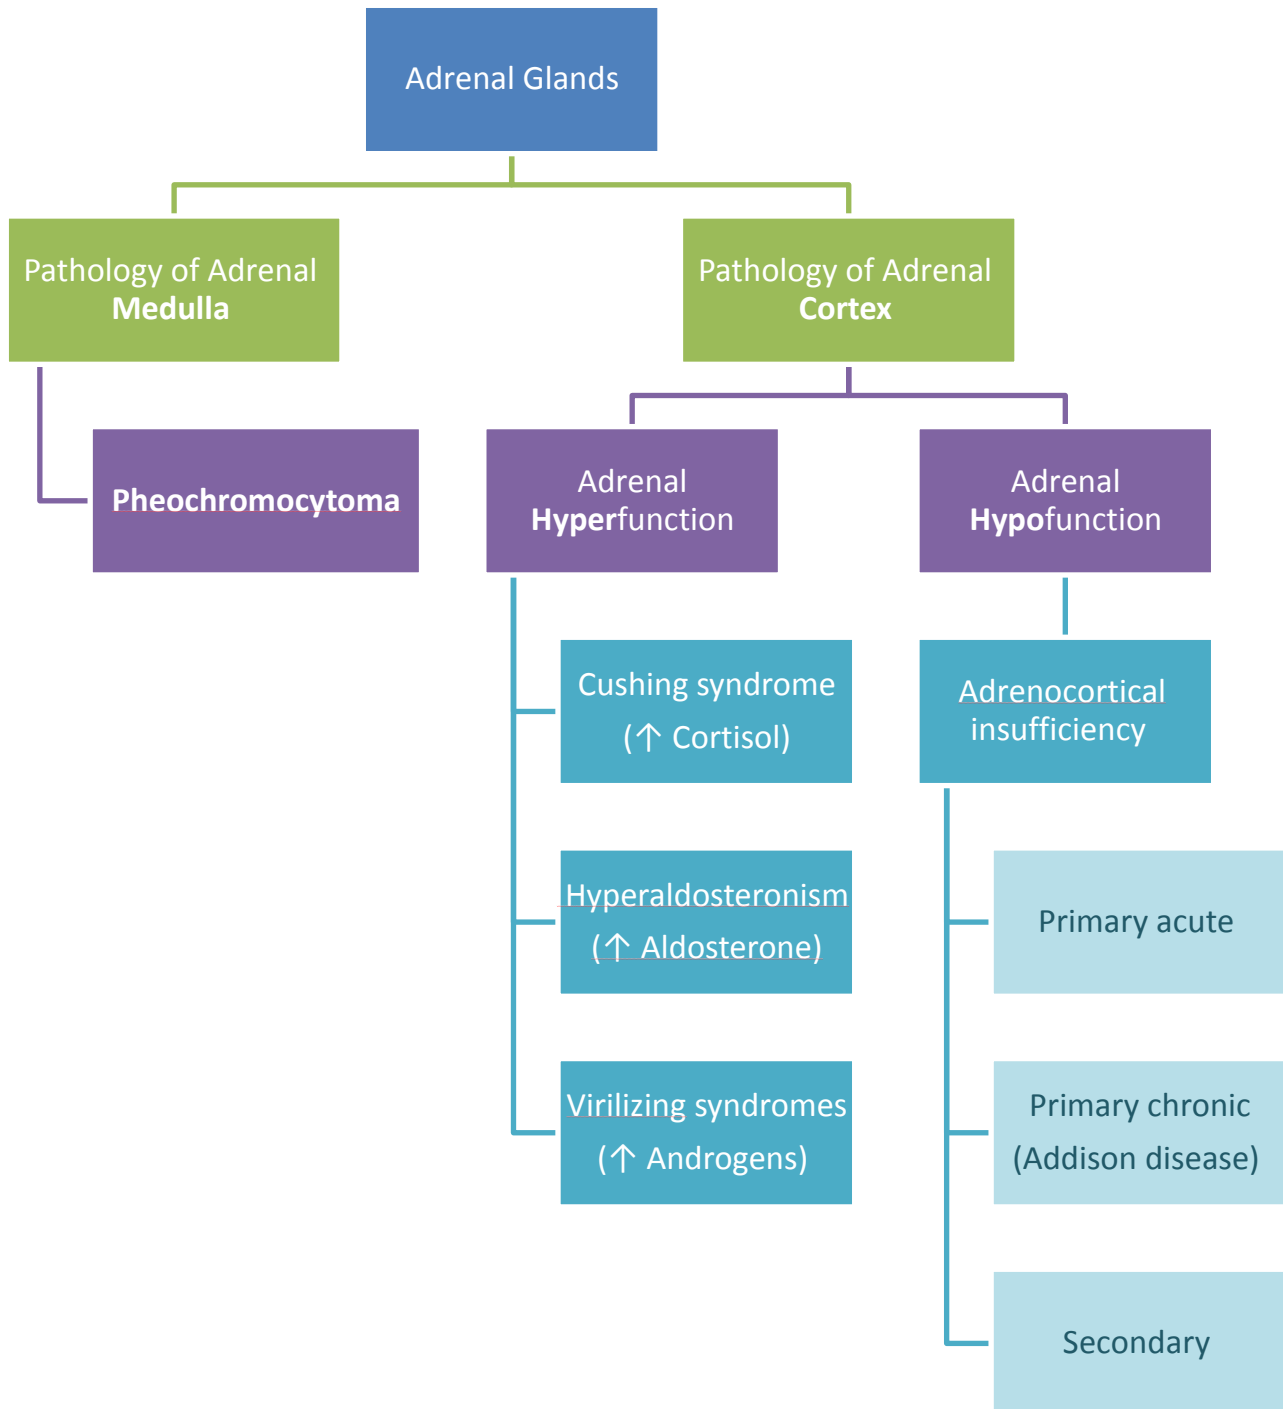 Adrenal Glands
Pathology of Adrenal
Medulla
Pathology of Adrenal
Cortex
Pheochromocytoma
Adrenal
Hyperfunction
Adrenal
Hypofunction
Cushing syndrome
(↑ Cortisol)
Adrenocortical
insufficiency
Hyperaldosteronism
(↑ Aldosterone)
Primary acute
Virilizing syndromes
(↑ Androgens)
Primary chronic
(Addison disease)
Secondary